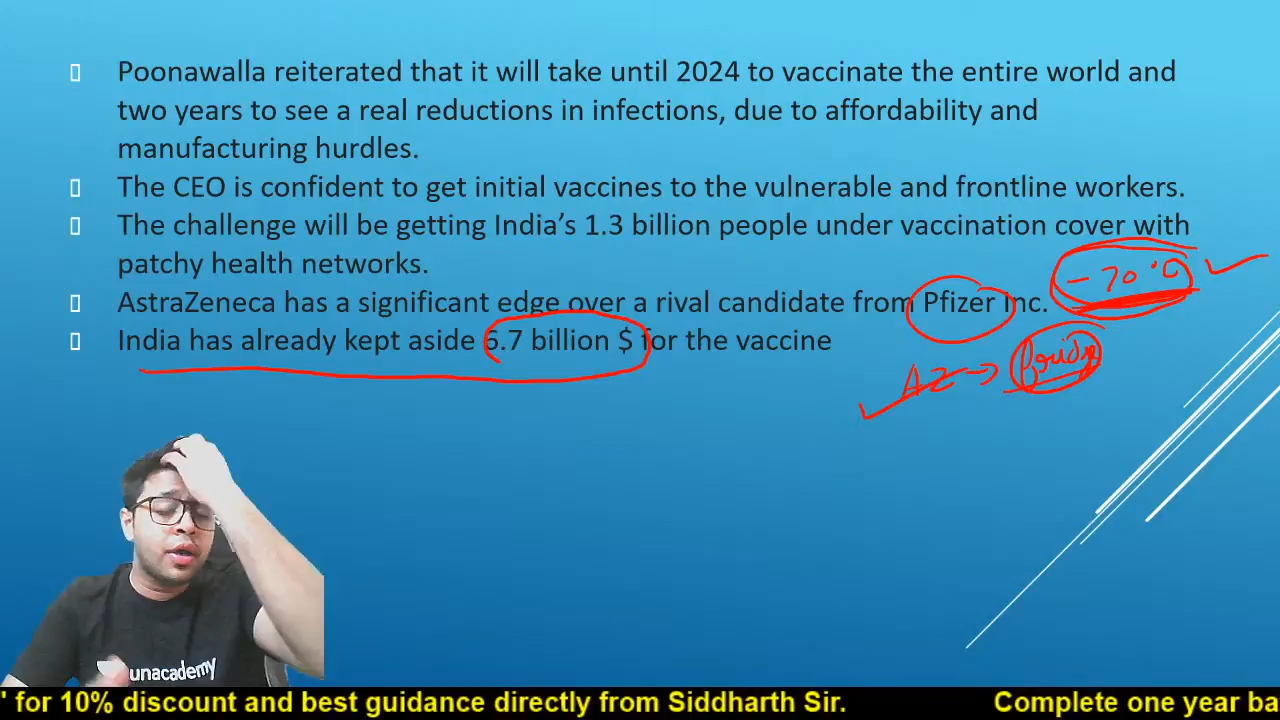 Poonawalla reiterated that it will take until 2024 to vaccinate the entire world and
two years to see a real reductions in infections, due to affordability and
manufacturing hurdles.
The CEO is confident to get initial vaccines to the vulnerable and frontline workers.
The challenge will be getting India's 1.3 billion people under vaccination cover with
patchy health networks.
-70 °C
AstraZeneca has a significant edge over a rival candidate from Pfizer Inc.
India has already kept aside 6.7 billion $ for the vaccine
AZ →
unacademy
' for 10% discount and best guidance directly from Siddharth Sir.
Complete one year ba